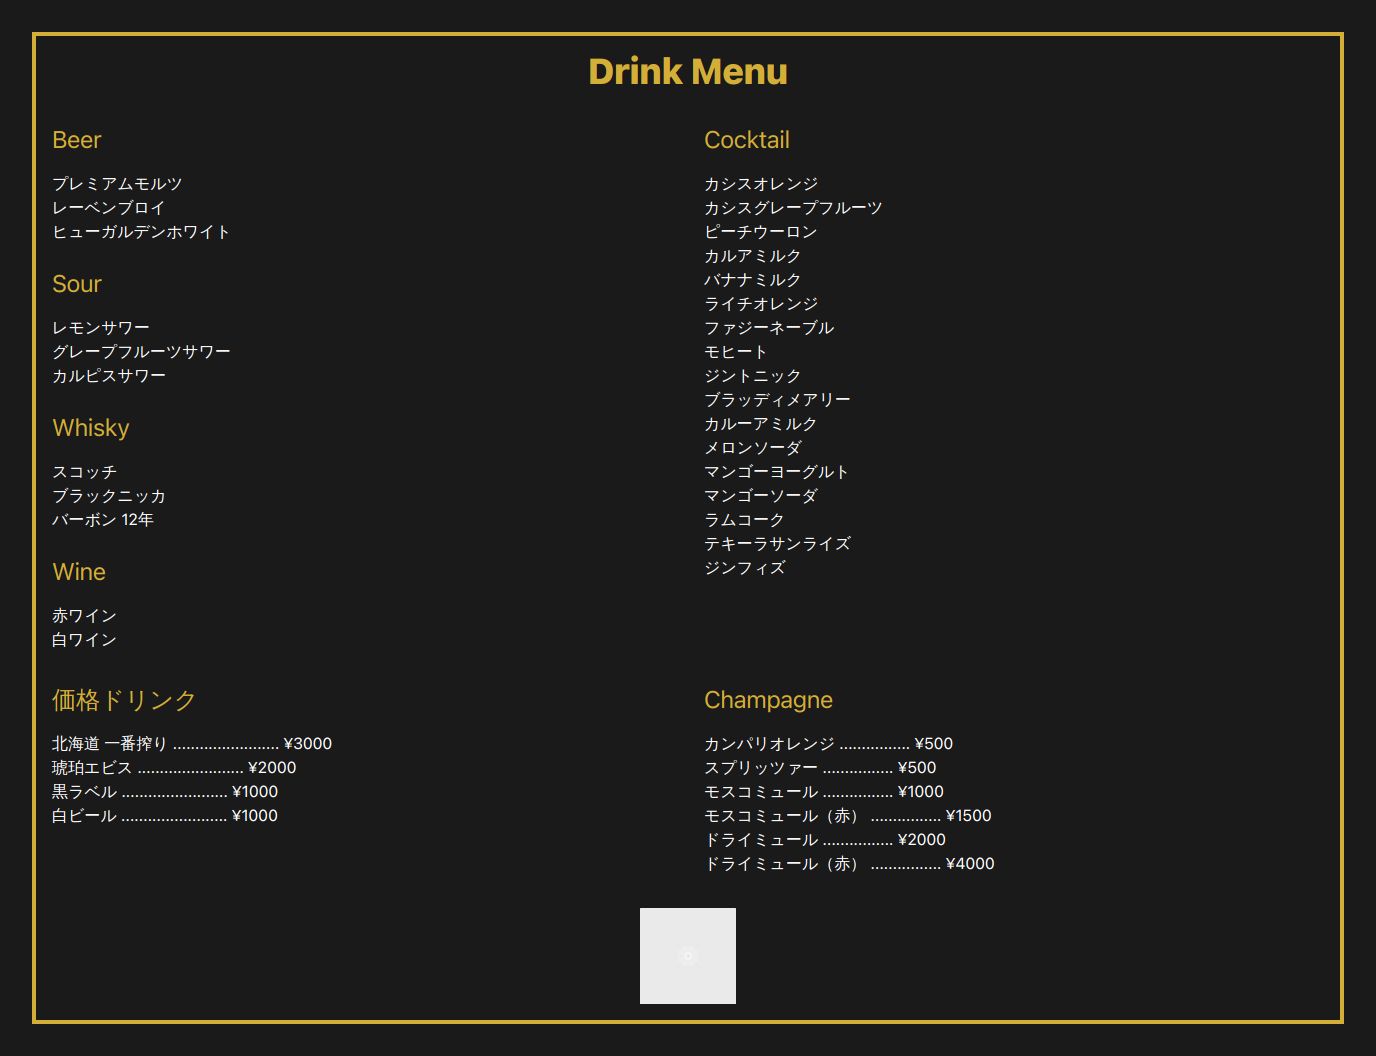 Drink Menu
Beer
プレミアムモルツ
レーベンブロイ
ヒューガルデンホワイト
Sour
レモンサワー
グレープフルーツサワー
カルピスサワー
Whisky
スコッチ
ブラックニッカ
バーボン 12年
Wine
赤ワイン
白ワイン
Cocktail
カシスオレンジ
カシスグレープフルーツ
ピーチウーロン
カルアミルク
バナナミルク
ライチオレンジ
ファジーネーブル
モヒート
ジントニック
ブラッディメアリー
カルーアミルク
メロンソーダ
マンゴーヨーグルト
マンゴーソーダ
ラムコーク
テキーラサンライズ
ジンフィズ
価格ドリンク
北海道 一番搾り ........................ ¥3000
琥珀エビス ........................ ¥2000
黒ラベル ........................ ¥1000
白ビール ........................ ¥1000
Champagne
カンパリオレンジ ................ ¥500
スプリッツァー ................ ¥500
モスコミュール ................ ¥1000
モスコミュール（赤） ................ ¥1500
ドライミュール ................ ¥2000
ドライミュール（赤） ................ ¥4000